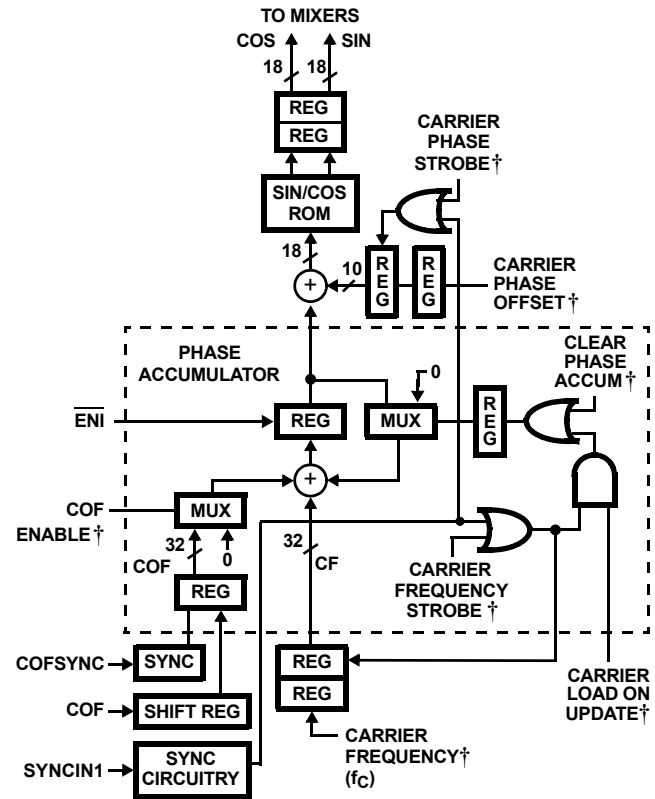 TO MIXERS
COS SIN
18 18
REG
REG
CARRIER
PHASE
STROBE†
SIN/COS
ROM
18
10
REG
REG
CARRIER
PHASE
OFFSET†
+
PHASE
ACCUMULATOR
0
CLEAR
PHASE
ACCUM†
ENI
REG
MUX
REG
+
COF
ENABLE†
MUX
32
COF
0
32
CF
CARRIER
FREQUENCY
STROBE†
REG
COFSYNC
SYNC
REG
REG
CARRIER
LOAD ON
UPDATE†
COF
SHIFT REG
CARRIER
FREQUENCY†
(fC)
SYNCIN1
SYNC
CIRCUITRY